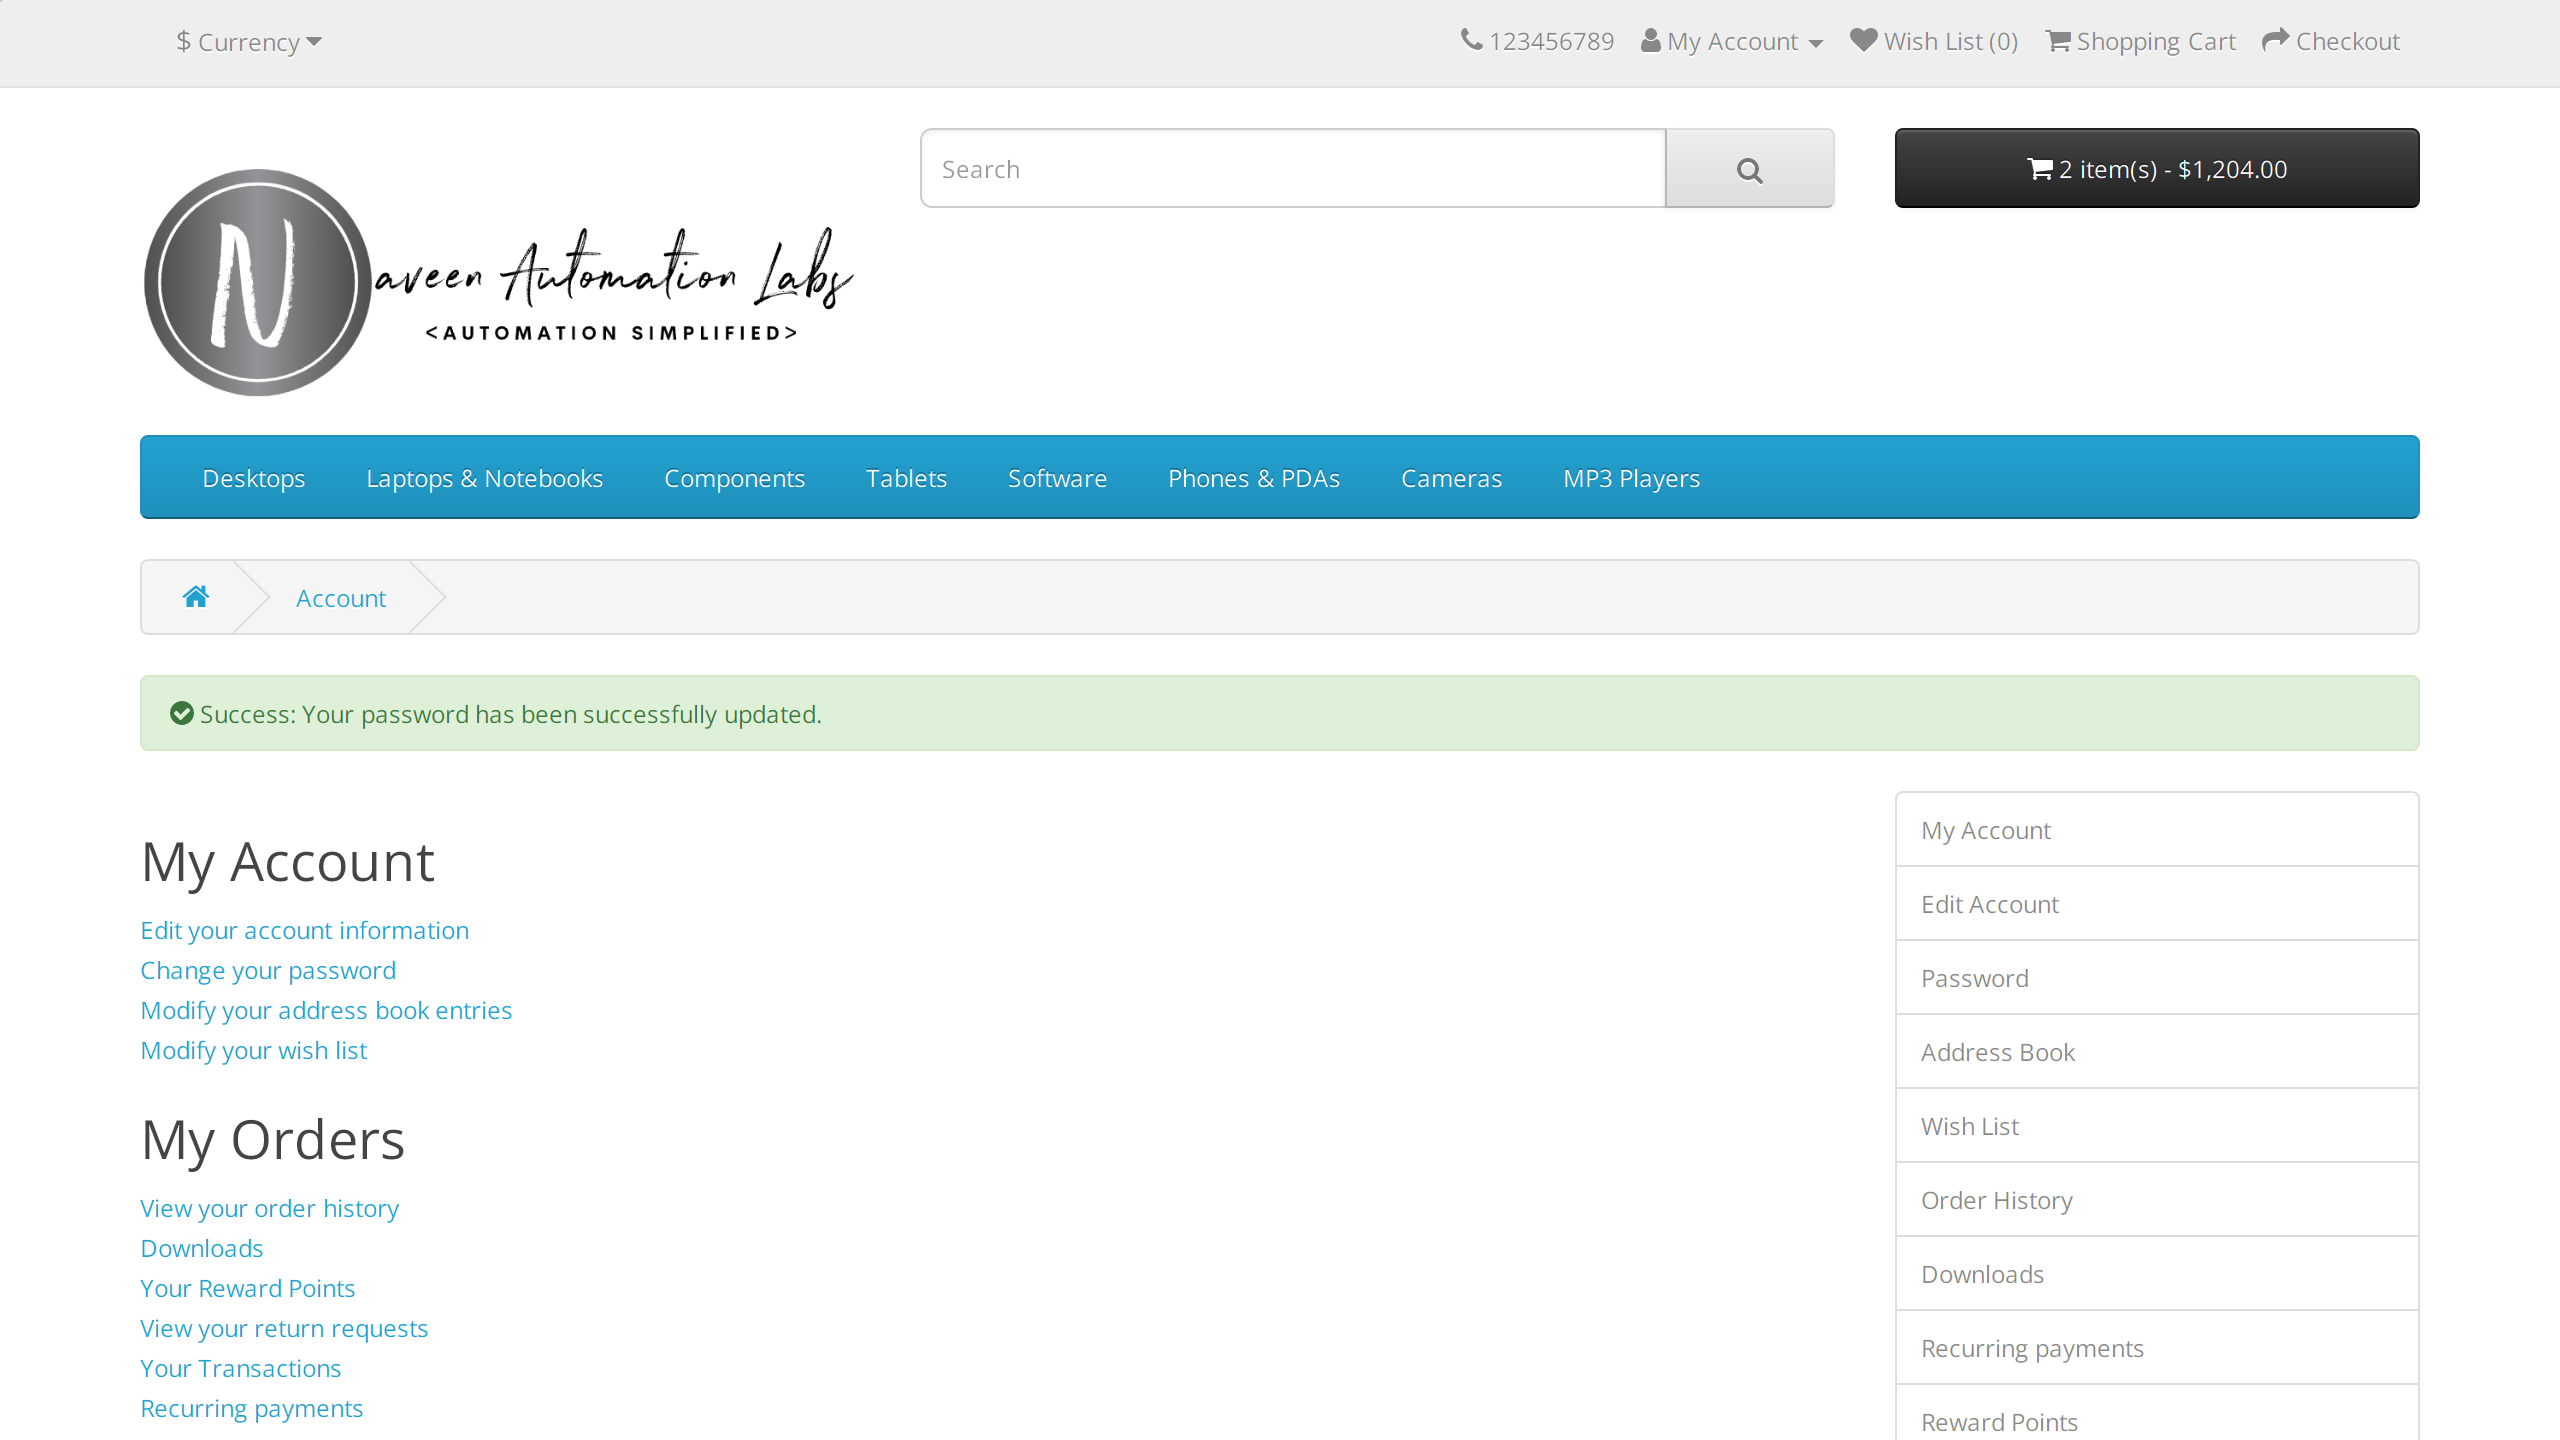 $ Currency
123456789 My Account Wish List (0) Shopping Cart Checkout
Search
2 item(s) - $1,204.00
N
aveen Automation Labs
<AUTOMATION SIMPLIFIED>
Desktops Laptops & Notebooks Components Tablets Software Phones & PDAs Cameras MP3 Players
Account
Success: Your password has been successfully updated.
My Account
Edit your account information
Change your password
Modify your address book entries
Modify your wish list
My Orders
View your order history
Downloads
Your Reward Points
View your return requests
Your Transactions
Recurring payments
My Account
Edit Account
Password
Address Book
Wish List
Order History
Downloads
Recurring payments
Reward Points